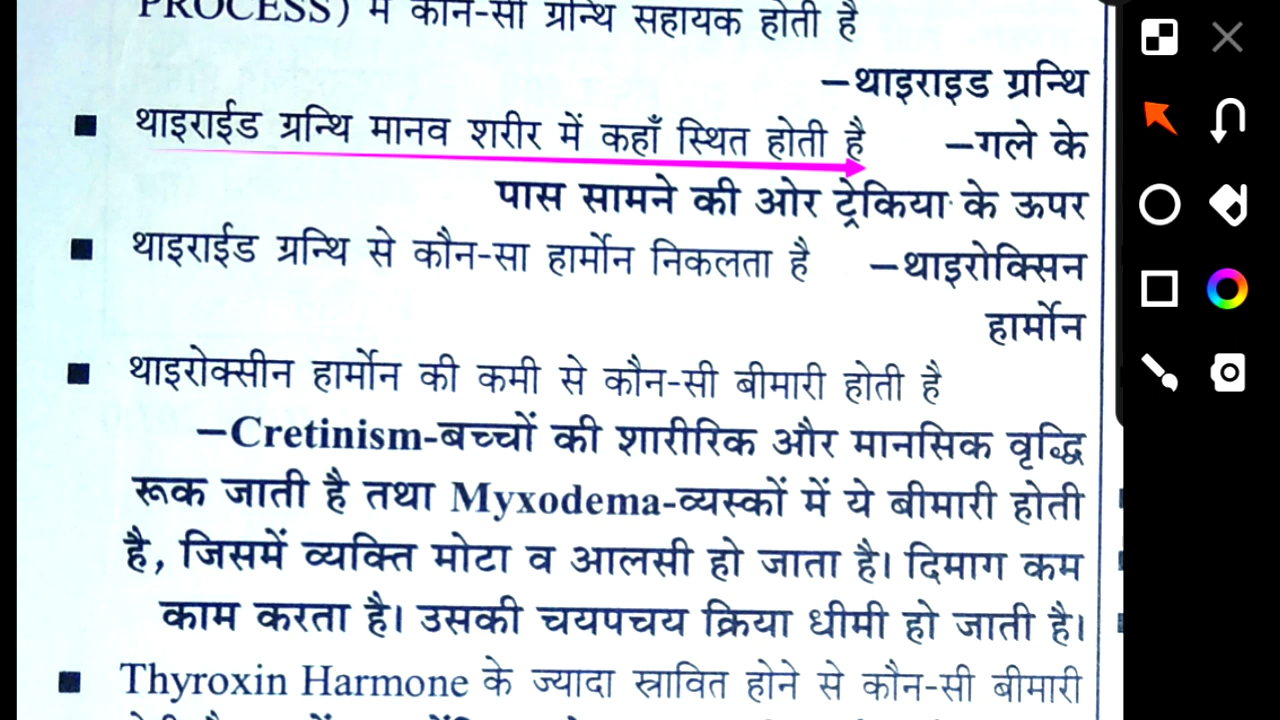 PROCESS) में कौन-सी ग्रन्थि सहायक होती है
–थाइराइड ग्रन्थि
■ थाइराईड ग्रन्थि मानव शरीर में कहाँ स्थित होती है –गले के
पास सामने की ओर ट्रेकिया के ऊपर
■ थाइराईड ग्रन्थि से कौन-सा हार्मोन निकलता है –थाइरोक्सिन
हार्मोन
■ थाइरोक्सीन हार्मोन की कमी से कौन-सी बीमारी होती है
–Cretinism-बच्चों की शारीरिक और मानसिक वृद्धि
रूक जाती है तथा Myxodema-व्यस्कों में ये बीमारी होती
है, जिसमें व्यक्ति मोटा व आलसी हो जाता है। दिमाग कम
काम करता है। उसकी चयपचय क्रिया धीमी हो जाती है।
■ Thyroxin Harmone के ज्यादा स्रावित होने से कौन-सी बीमारी